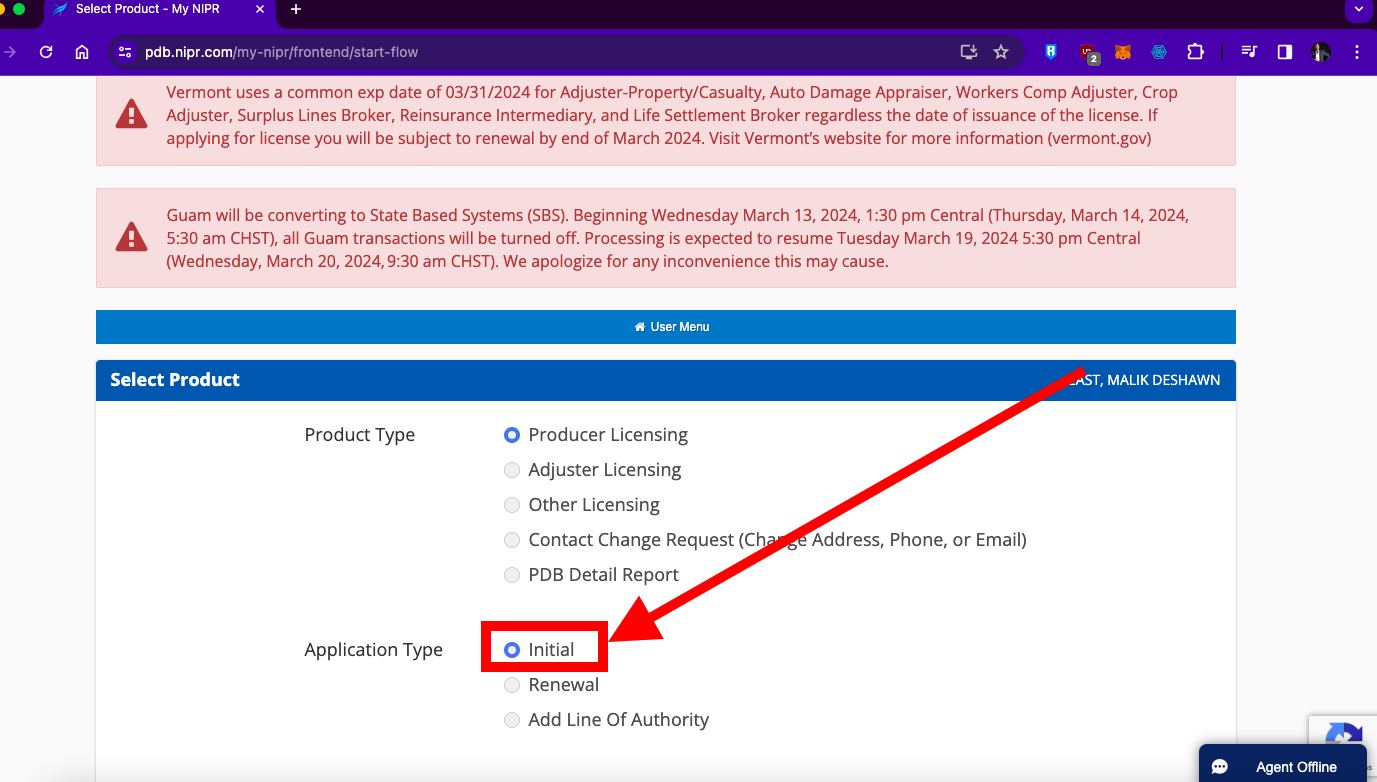 Select Product - My NIPR
pdb.nipr.com/my-nipr/frontend/start-flow
2
Vermont uses a common exp date of 03/31/2024 for Adjuster-Property/Casualty, Auto Damage Appraiser, Workers Comp Adjuster, Crop
Adjuster, Surplus Lines Broker, Reinsurance Intermediary, and Life Settlement Broker regardless the date of issuance of the license. If
applying for license you will be subject to renewal by end of March 2024. Visit Vermont's website for more information (vermont.gov)
Guam will be converting to State Based Systems (SBS). Beginning Wednesday March 13, 2024, 1:30 pm Central (Thursday, March 14, 2024,
5:30 am CHST), all Guam transactions will be turned off. Processing is expected to resume Tuesday March 19, 2024 5:30 pm Central
(Wednesday, March 20, 2024, 9:30 am CHST). We apologize for any inconvenience this may cause.
User Menu
Select Product
MALIK DESHAWN
Product Type
Producer Licensing
Adjuster Licensing
Other Licensing
Contact Change Request (Change Address, Phone, or Email)
PDB Detail Report
Application Type
Initial
Renewal
Add Line Of Authority
Agent Offline